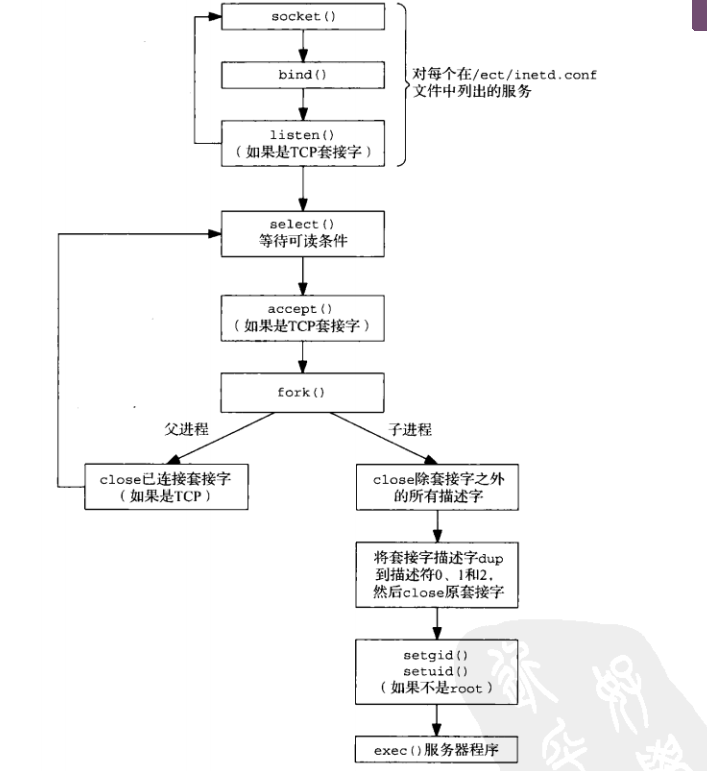 socket()
bind()
listen()
（如果是TCP套接字）
对每个在/ect/inetd.conf
文件中列出的服务
select()
等待可读条件
accept()
（如果是TCP套接字）
fork()
父进程
子进程
close已连接套接字
（如果是TCP）
close除套接字之外
的所有描述字
将套接字描述字dup
到描述符0、1和2，
然后close原套接字
setgid()
setuid()
（如果不是root）
exec()服务器程序